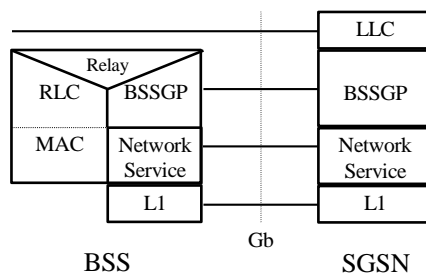 LLC
Relay
RLC
BSSGP
BSSGP
MAC
Network
Service
Network
Service
L1
L1
Gb
BSS
SGSN